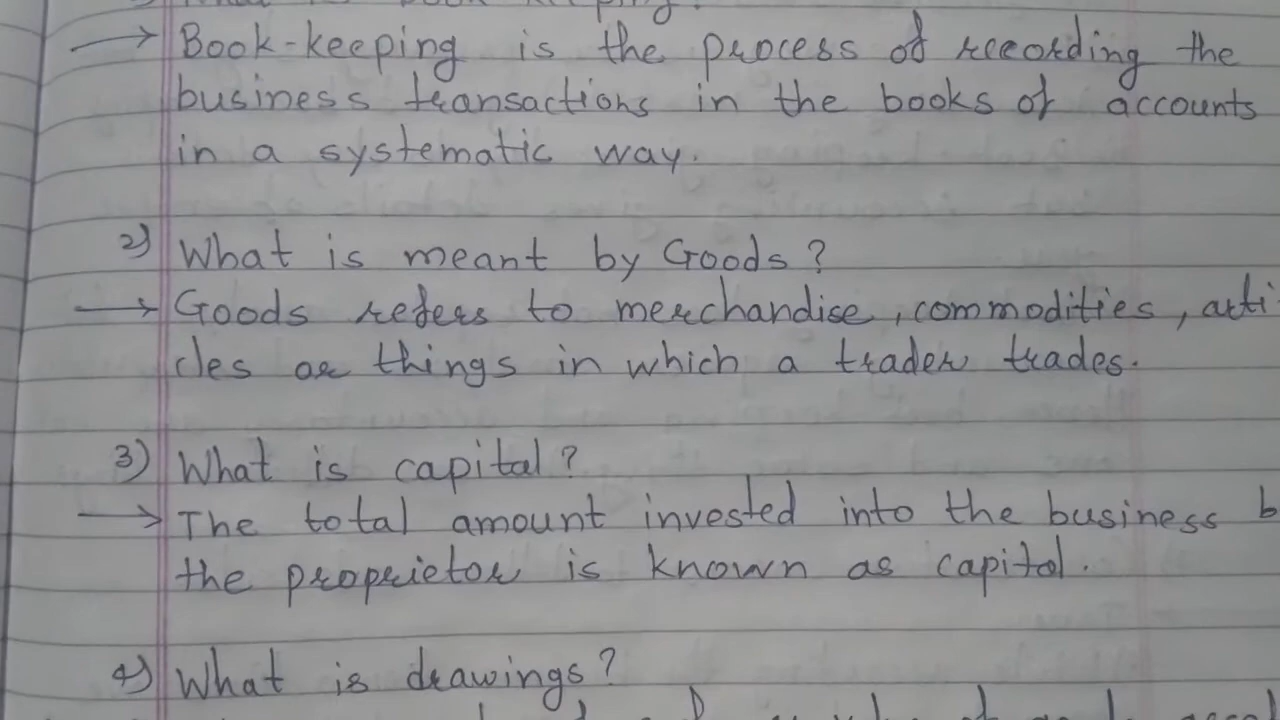 → Book-keeping is the process of recording the
business transactions in the books of accounts
in a systematic way.
2) What is meant by Goods?
→ Goods refers to merchandise, commodities, arti
cles or things in which a trader trades.
3) What is capital?
→ The total amount invested into the business b
the proprietor is known as capital.
4) What is drawings?